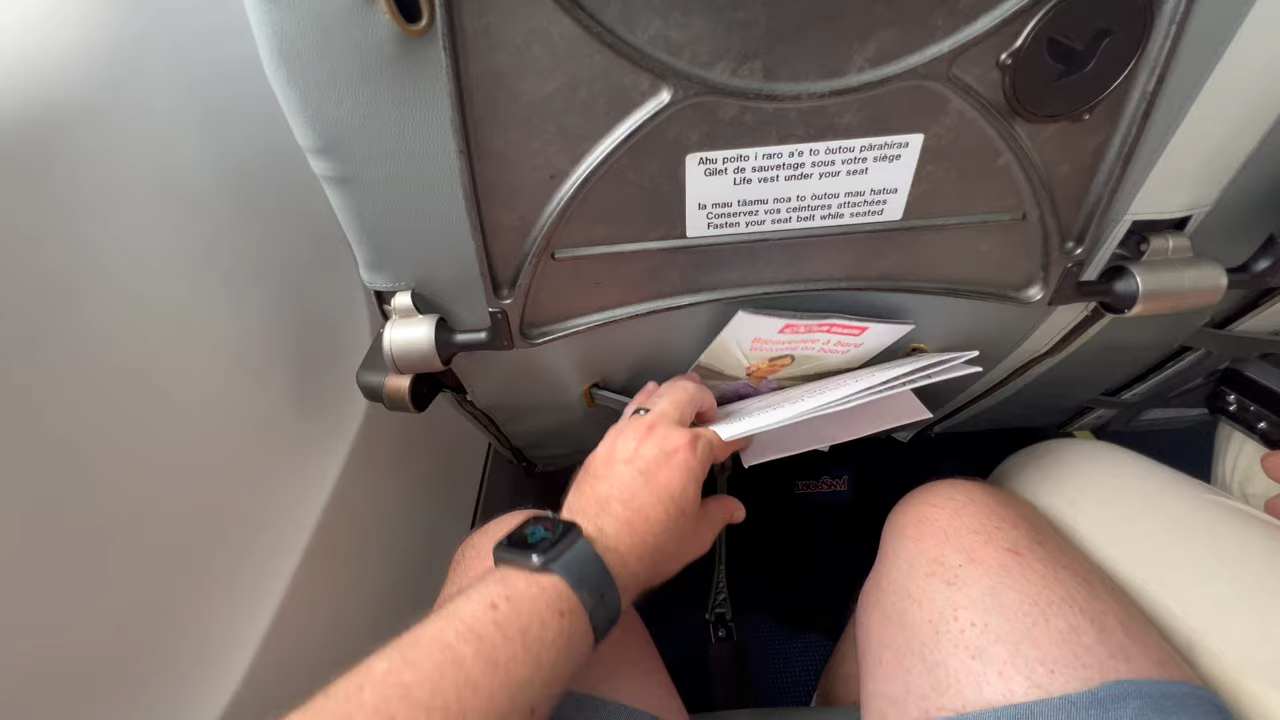 Ahu poito i raro a'e to òutou pārahiraa
Gilet de sauvetage sous votre siège
Life vest under your seat
Ia mau tāamu noa to òutou mau hatua
Conservez vos ceintures attachées
Fasten your seat belt while seated
Bienvenue à bord
Welcome on board
JANSPORT